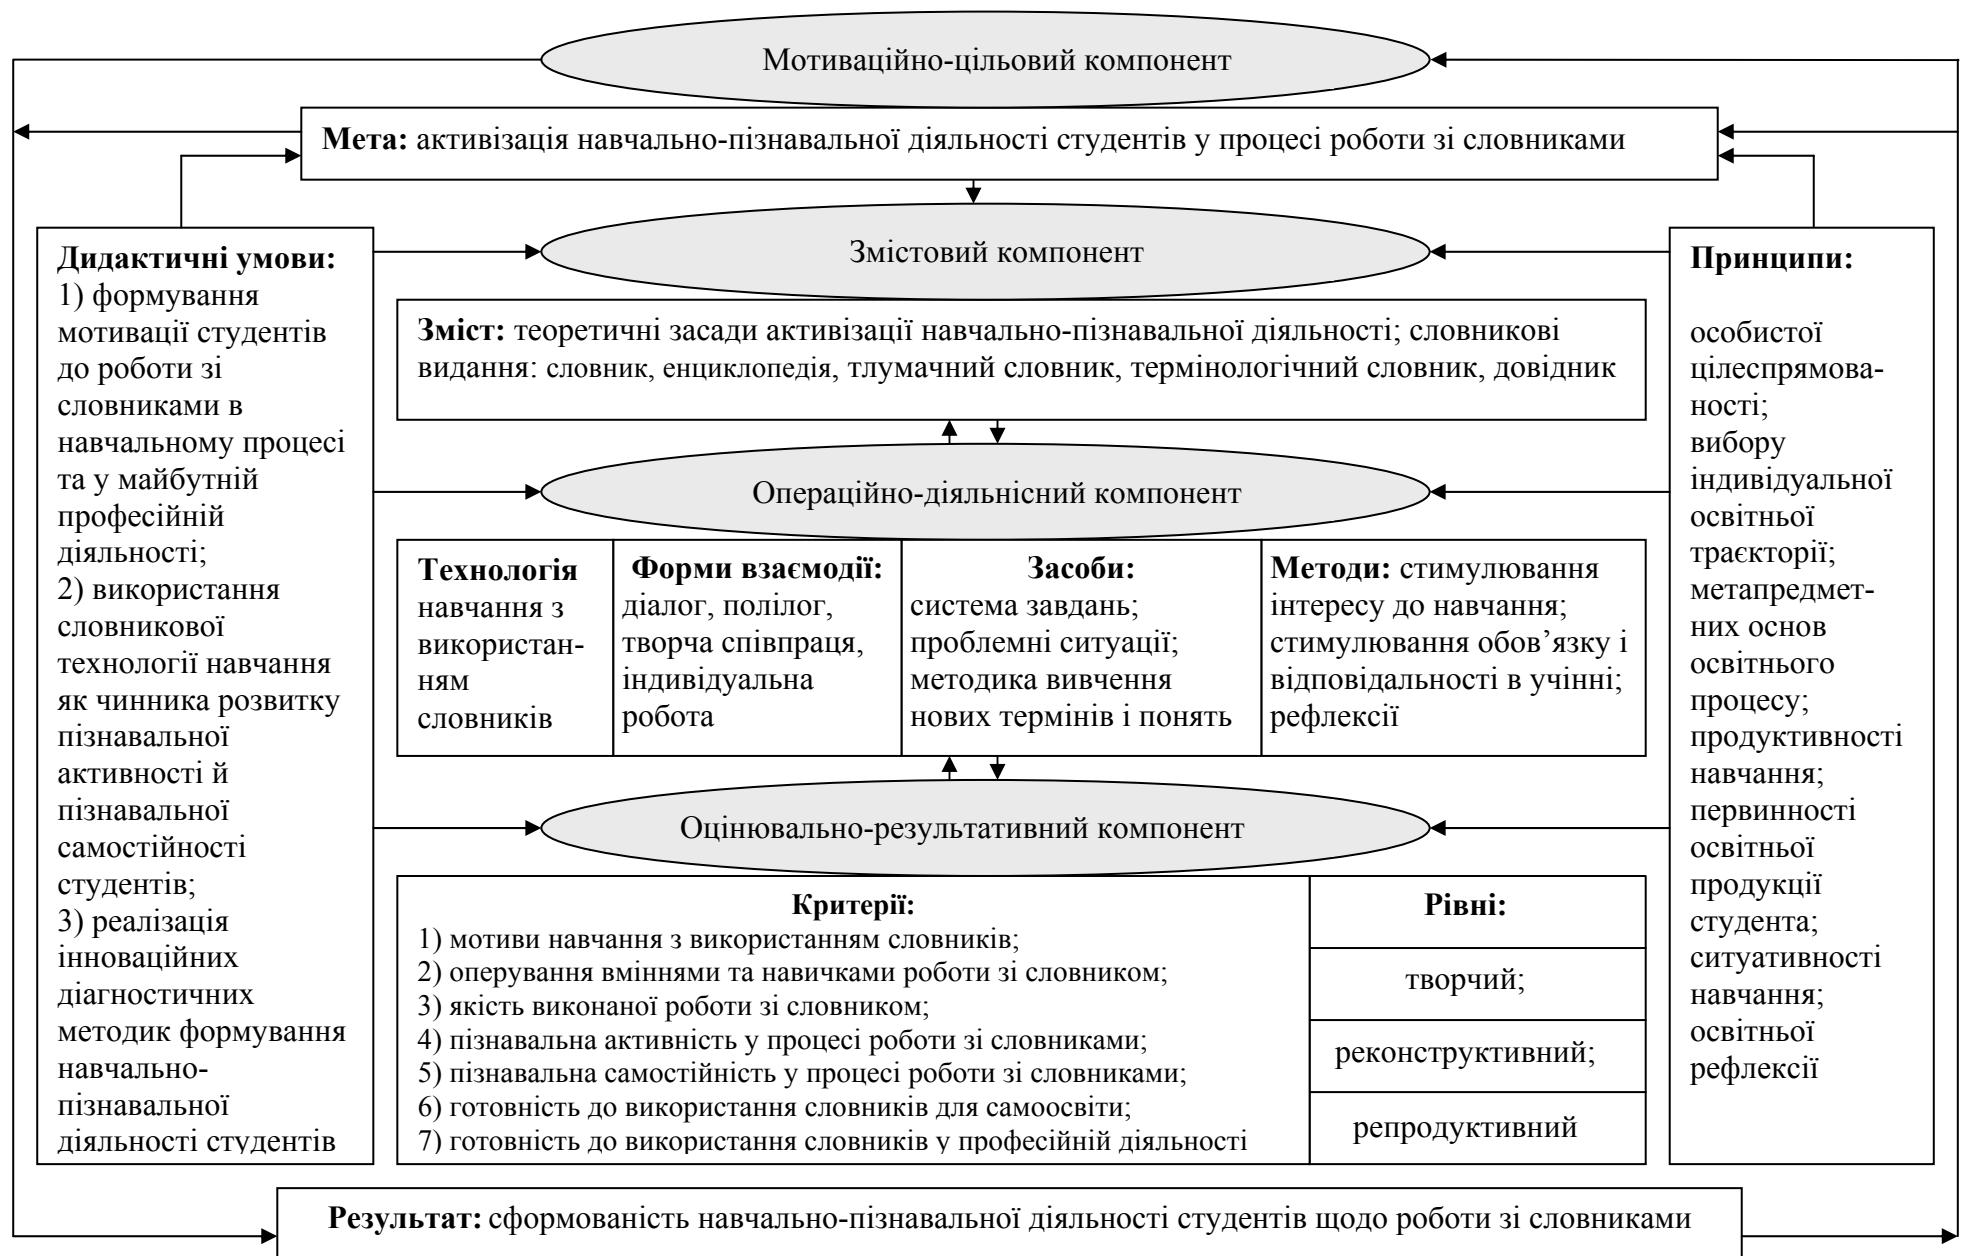 Мотиваційно-цільовий компонент
Мета: активізація навчально-пізнавальної діяльності студентів у процесі роботи зі словниками
Дидактичні умови:
1) формування
мотивації студентів
до роботи зі
словниками в
навчальному процесі
та у майбутній
професійній
діяльності;
2) використання
словникової
технології навчання
як чинника розвитку
пізнавальної
активності й
пізнавальної
самостійності
студентів;
3) реалізація
інноваційних
діагностичних
методик формування
навчально-
пізнавальної
діяльності студентів
Змістовий компонент
Зміст: теоретичні засади активізації навчально-пізнавальної діяльності; словникові
видання: словник, енциклопедія, тлумачний словник, термінологічний словник, довідник
Операційно-діяльнісний компонент
Технологія
навчання з
використан-
ням
словників
Форми взаємодії:
діалог, полілог,
творча співпраця,
індивідуальна
робота
Засоби:
система завдань;
проблемні ситуації;
методика вивчення
нових термінів і понять
Методи: стимулювання
інтересу до навчання;
стимулювання обов’язку і
відповідальності в учінні;
рефлексії
Оцінювально-результативний компонент
Критерії:
1) мотиви навчання з використанням словників;
2) оперування вміннями та навичками роботи зі словником;
3) якість виконаної роботи зі словником;
4) пізнавальна активність у процесі роботи зі словниками;
5) пізнавальна самостійність у процесі роботи зі словниками;
6) готовність до використання словників для самоосвіти;
7) готовність до використання словників у професійній діяльності
Рівні:
творчий;
реконструктивний;
репродуктивний
Принципи:
особистої
цілеспрямова-
ності;
вибору
індивідуальної
освітньої
траєкторії;
метапредмет-
них основ
освітнього
процесу;
продуктивності
навчання;
первинності
освітньої
продукції
студента;
ситуативності
навчання;
освітньої
рефлексії
Результат: сформованість навчально-пізнавальної діяльності студентів щодо роботи зі словниками